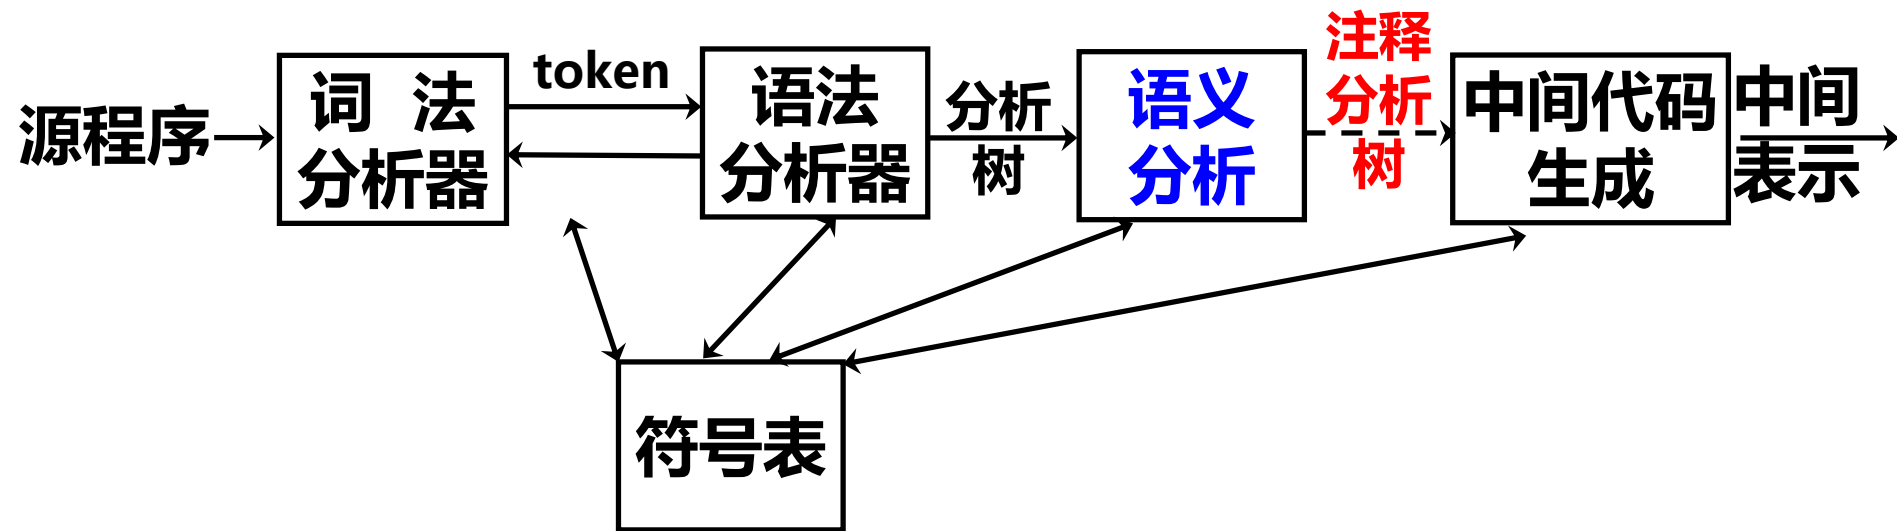 源程序
词 法
分析器
token
语法
分析器
分析
树
语义
分析
注释
分析
树
中间代码
生成
中间
表示
符号表